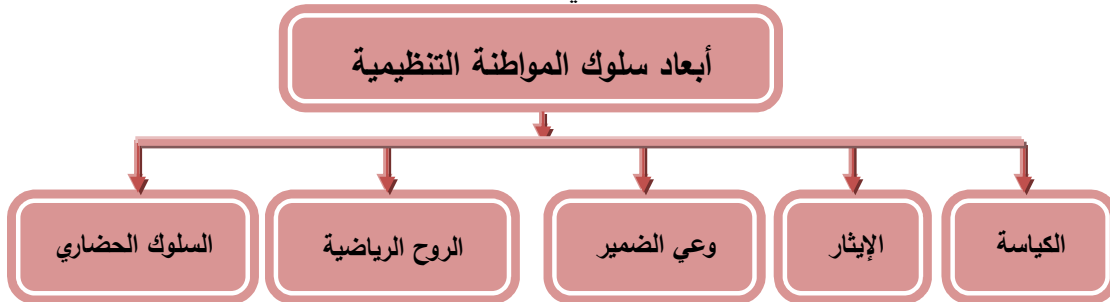 أبعاد سلوك المواطنة التنظيمية
الكياسة
الإيثار
وعي الضمير
الروح الرياضية
السلوك الحضاري